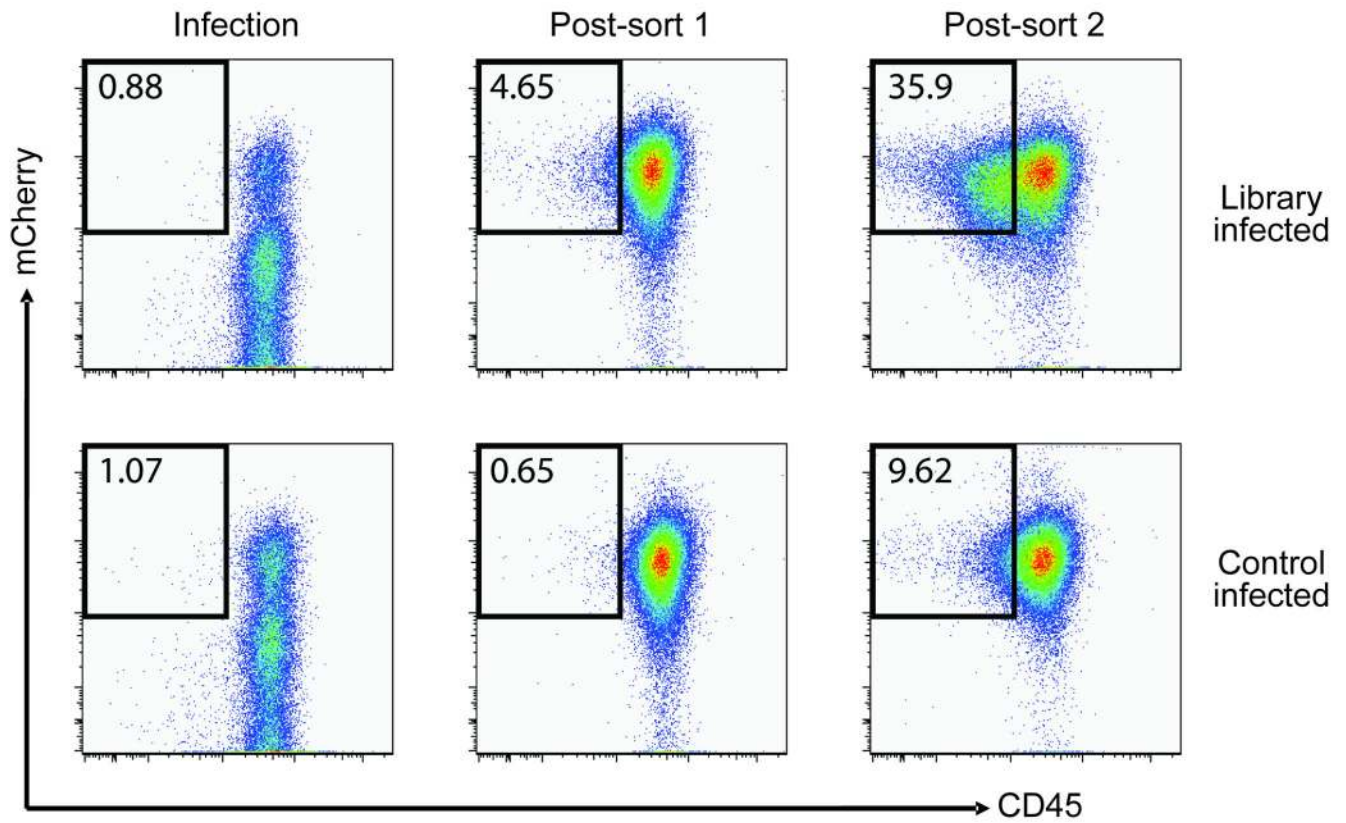 Infection
Post-sort 1
Post-sort 2
0.88
4.65
35.9
Library
infected
mCherry
1.07
0.65
9.62
Control
infected
CD45